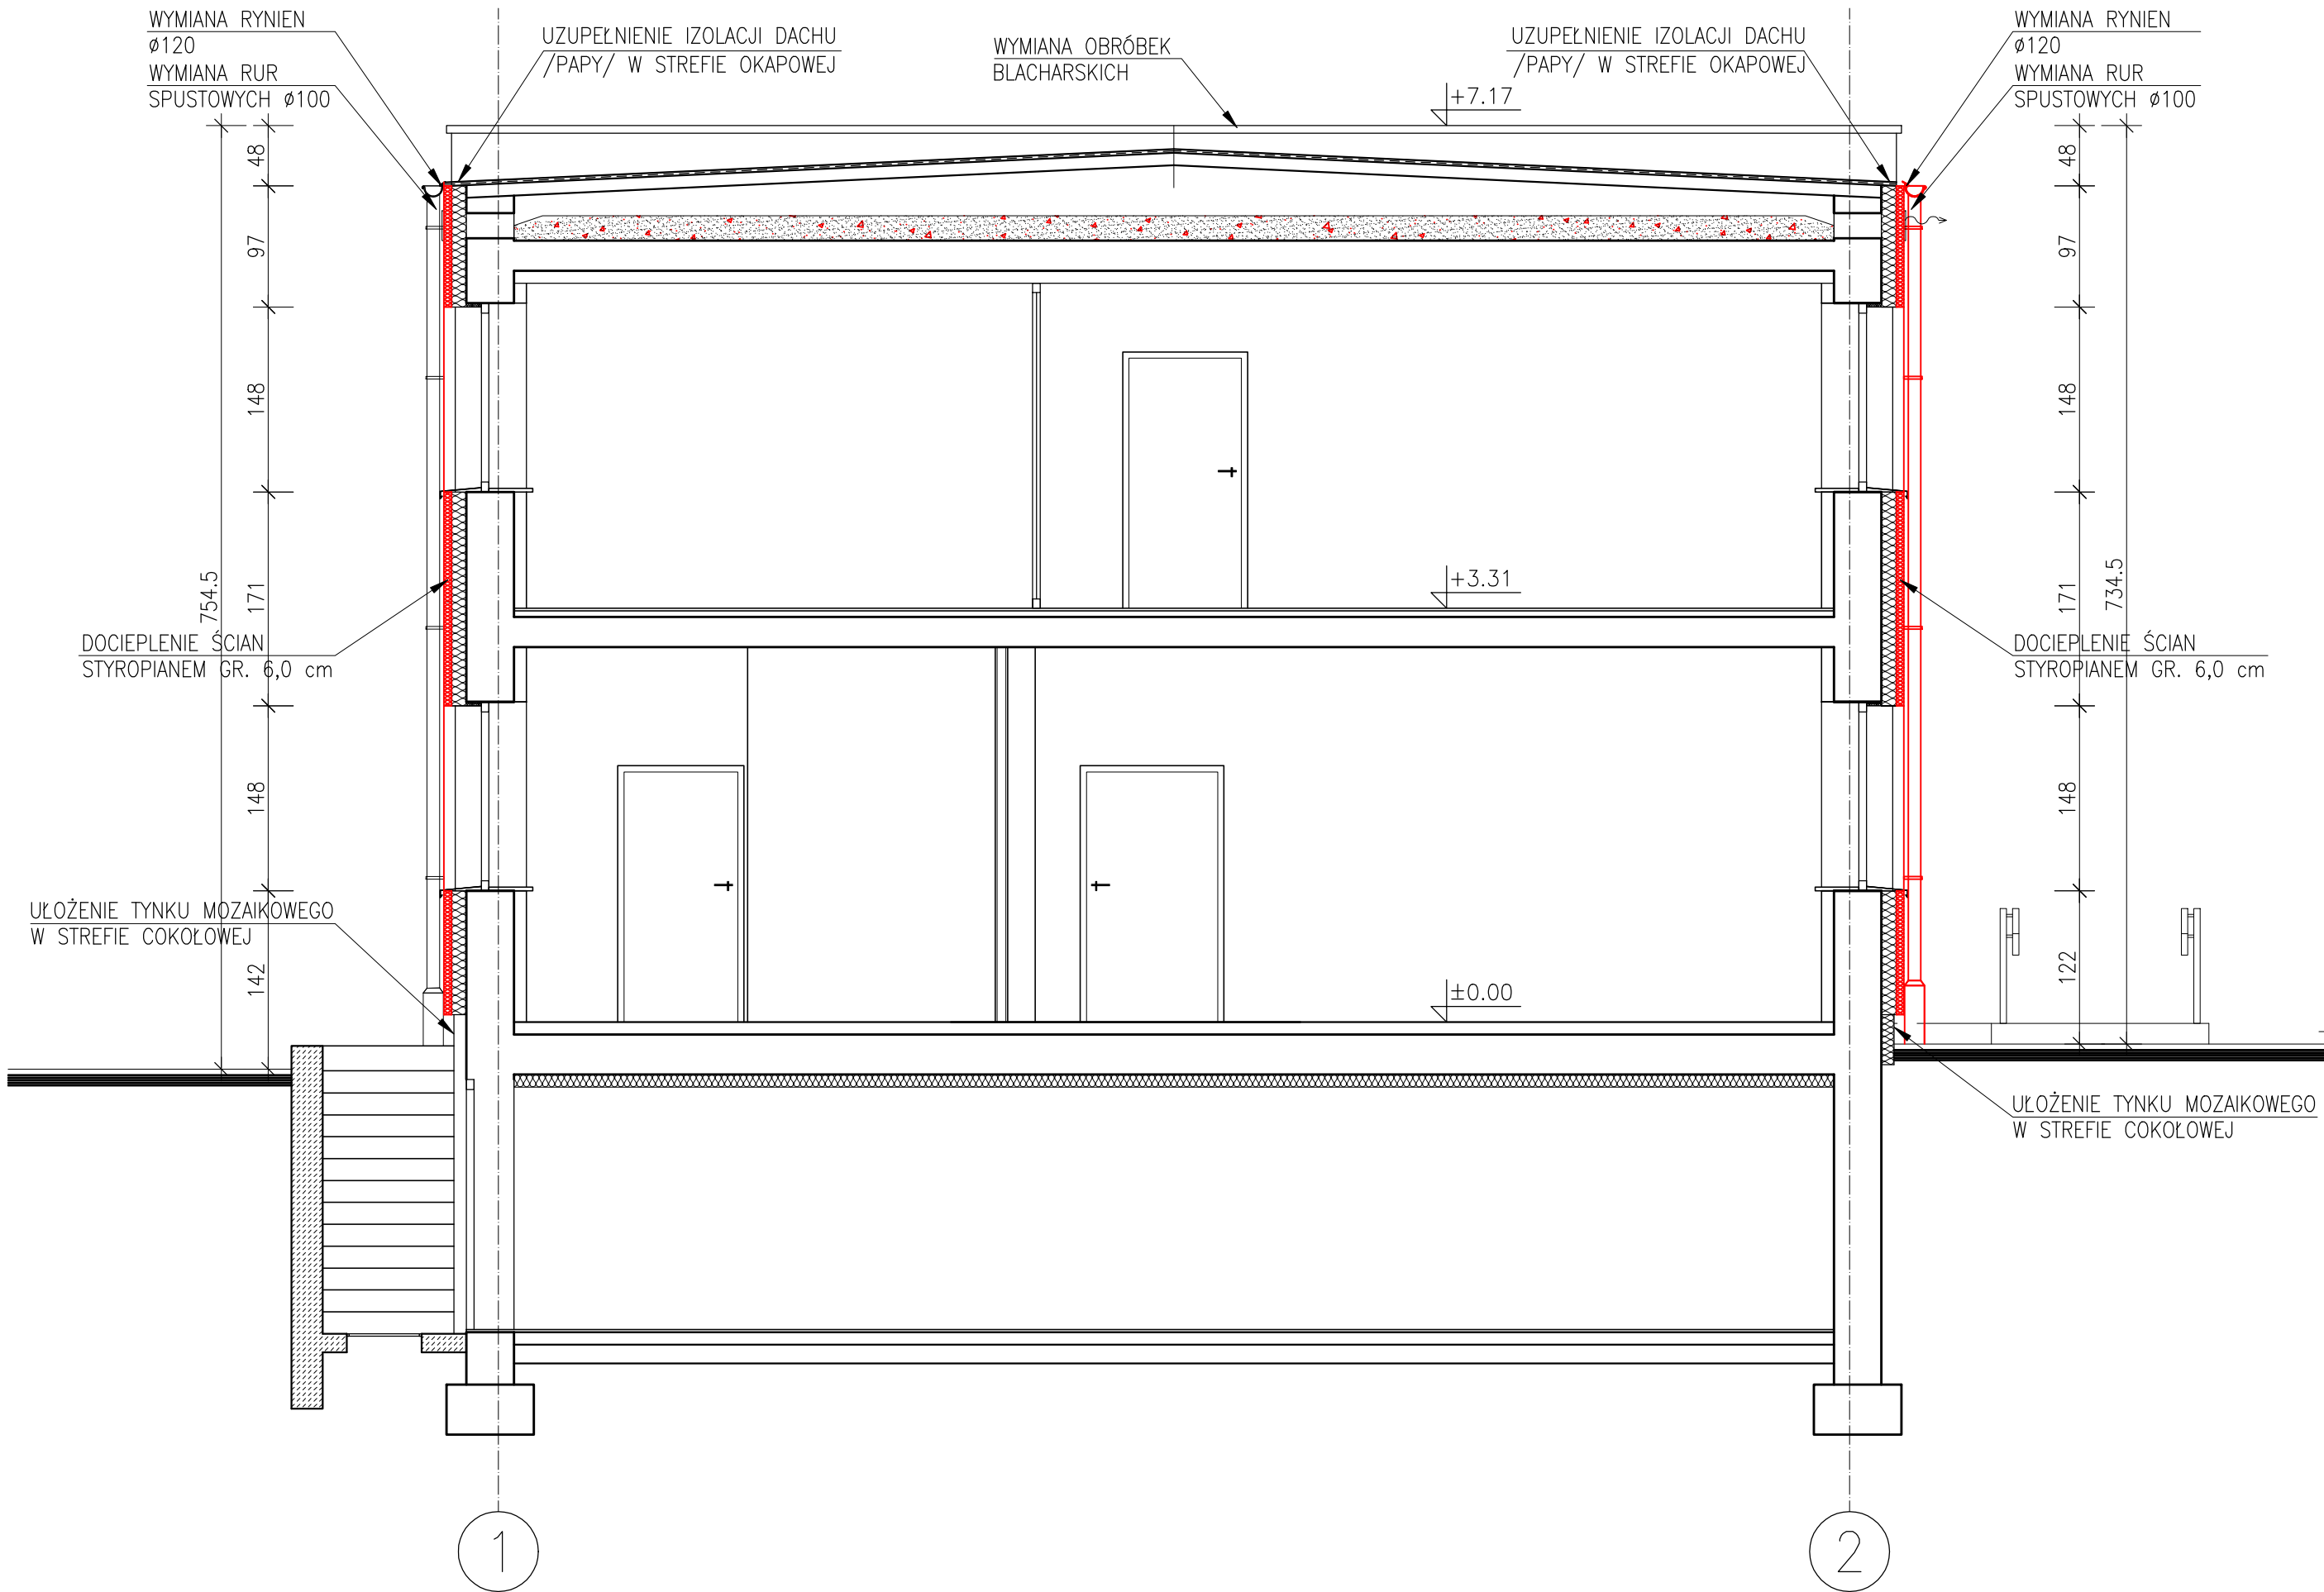 WYMIANA RYNIEN
ø120
WYMIANA RUR
SPUSTOWYCH ø100
UZUPEŁNIENIE IZOLACJI DACHU
/PAPY/ W STREFIE OKAPOWEJ
WYMIANA OBRÓBEK
BLACHARSKICH
UZUPEŁNIENIE IZOLACJI DACHU
/PAPY/ W STREFIE OKAPOWEJ
WYMIANA RYNIEN
ø120
WYMIANA RUR
SPUSTOWYCH ø100
+7.17
48
97
148
171
148
142
754.5
48
97
148
171
148
122
734.5
+3.31
DOCIEPLENIE ŚCIAN
STYROPIANEM GR. 6,0 cm
DOCIEPLENIE ŚCIAN
STYROPIANEM GR. 6,0 cm
UŁOŻENIE TYNKU MOZAIKOWEGO
W STREFIE COKOŁOWEJ
±0.00
UŁOŻENIE TYNKU MOZAIKOWEGO
W STREFIE COKOŁOWEJ
1
2